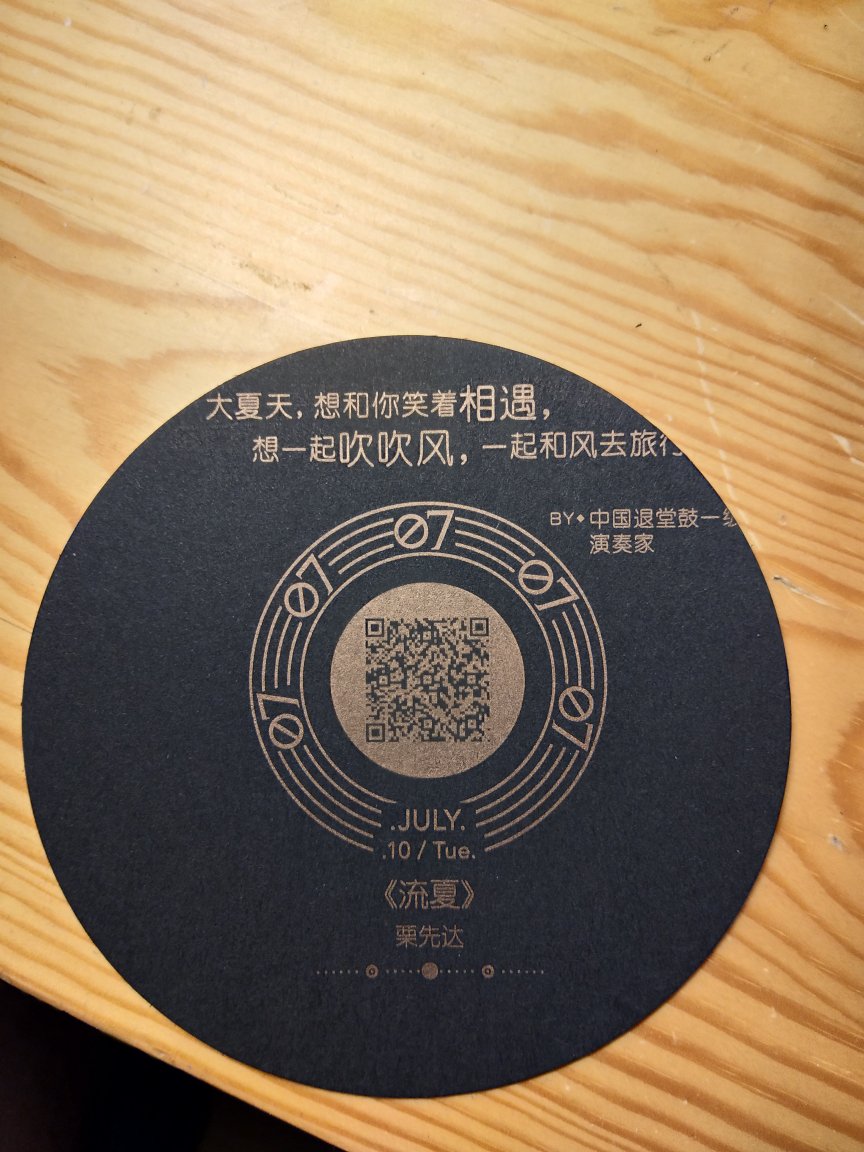 大夏天，想和你笑着相遇，
想一起吹吹风，一起和风去旅行
BY◆中国退堂鼓一级
演奏家
07
07
07
07
07
.JULY.
.10 / Tue.
《流夏》
栗先达